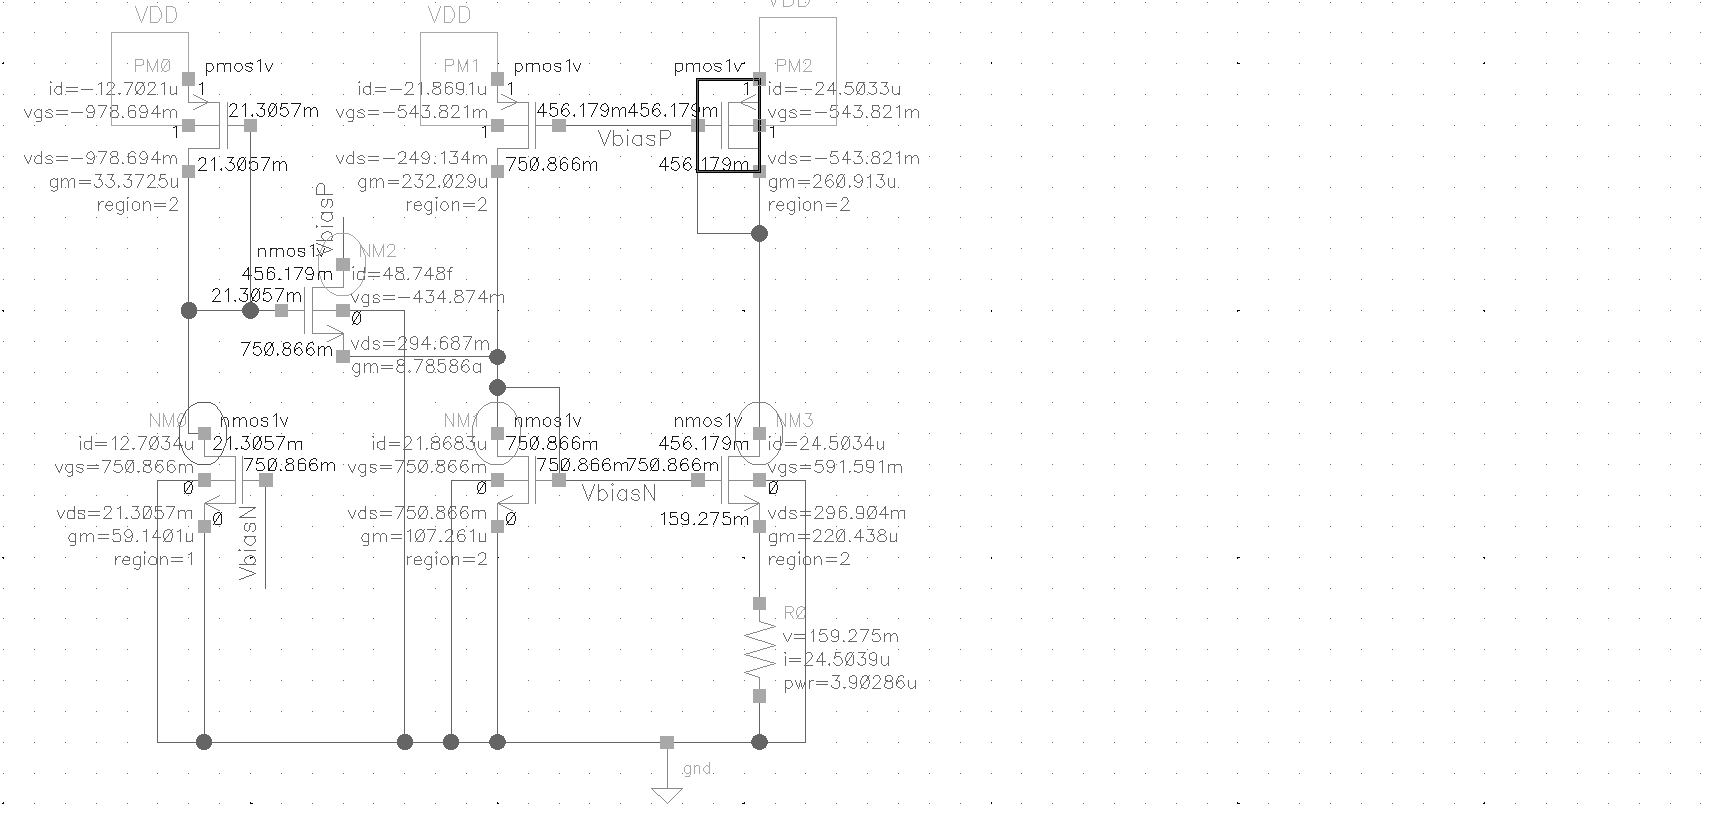 VDD
VDD
VDD
PM0
pmos1v
id=-12.7021u
1
vgs=-978.694m
21.3057m
1
vds=-978.694m
21.3057m
gm=33.3725u
region=2
PM1
pmos1v
id=-21.8691u
1
vgs=-543.821m
456.179m
1
vds=-249.134m
750.866m
gm=232.029u
region=2
VbiasP
pmos1v
PM2
1
id=-24.5033u
456.179m
vgs=-543.821m
1
456.179m
vds=-543.821m
gm=260.913u
region=2
VbiasP
nmos1v
NM2
456.179m
id=48.748f
21.3057m
vgs=-434.874m
0
750.866m
vds=294.687m
gm=8.78586a
NM0
nmos1v
id=12.7034u
21.3057m
vgs=750.866m
750.866m
0
vds=21.3057m
0
gm=59.1401u
region=1
VbiasN
NM1
nmos1v
id=21.8683u
750.866m
vgs=750.866m
750.866m
0
vds=750.866m
0
gm=107.261u
region=2
VbiasN
nmos1v
NM3
456.179m
id=24.5034u
750.866m
vgs=591.591m
0
159.275m
vds=296.904m
gm=220.438u
region=2
R0
v=159.275m
i=24.5039u
pwr=3.90286u
gnd